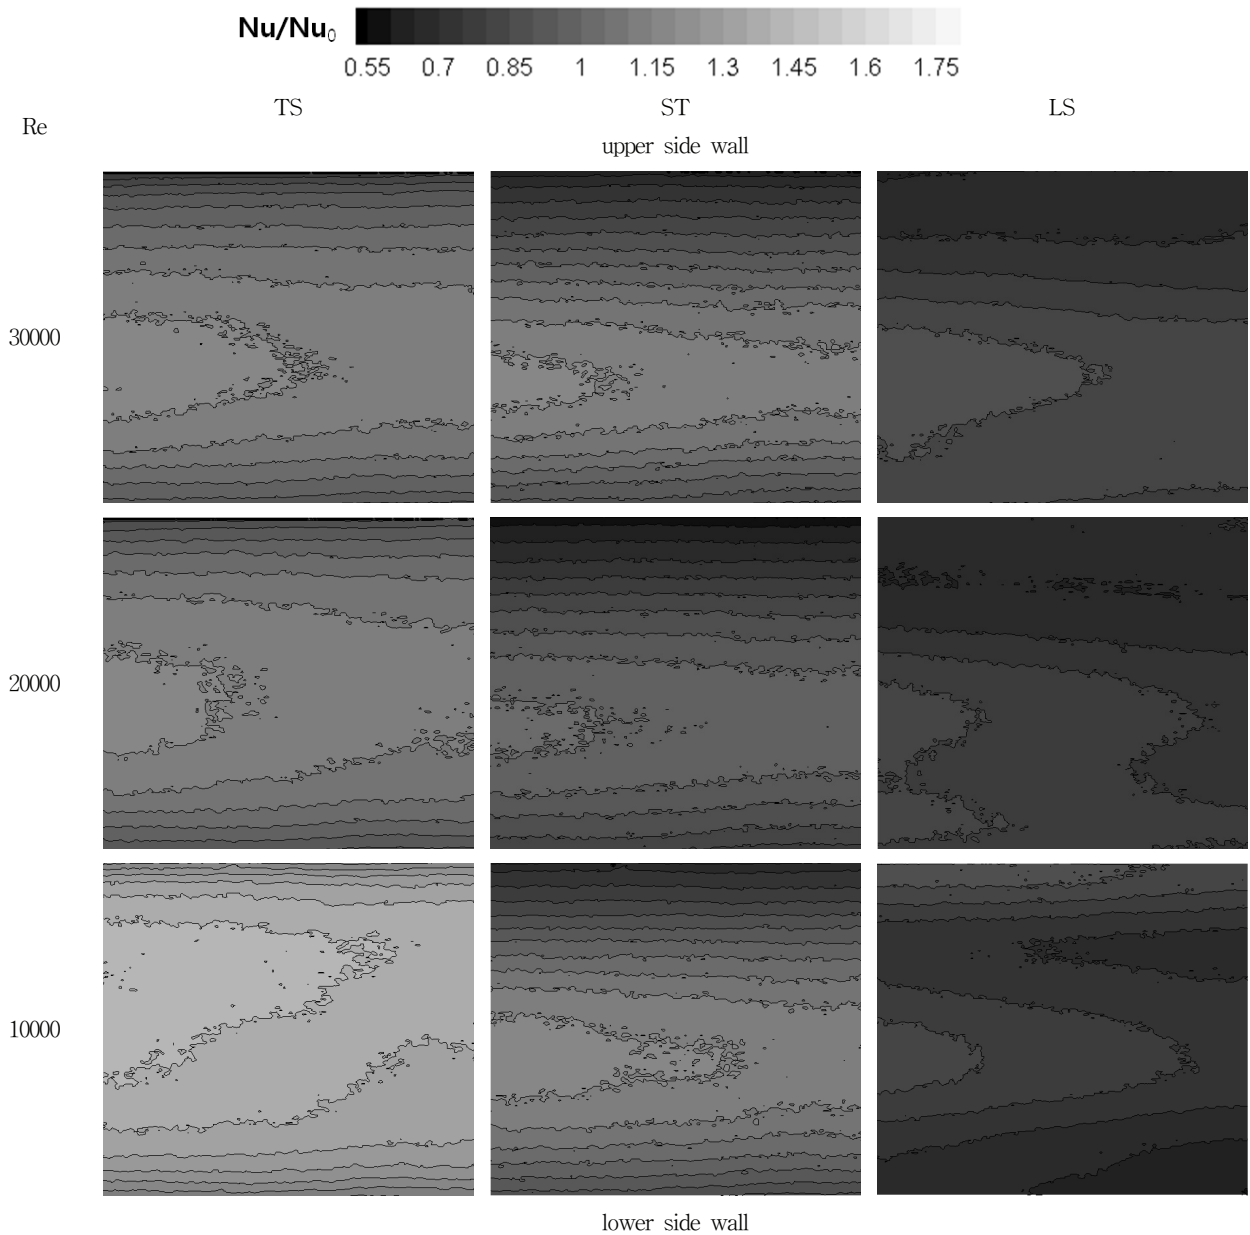 Nu/Nu₀
0.55 0.7 0.85 1 1.15 1.3 1.45 1.6 1.75
TS ST LS
Re
upper side wall
30000
20000
10000
lower side wall